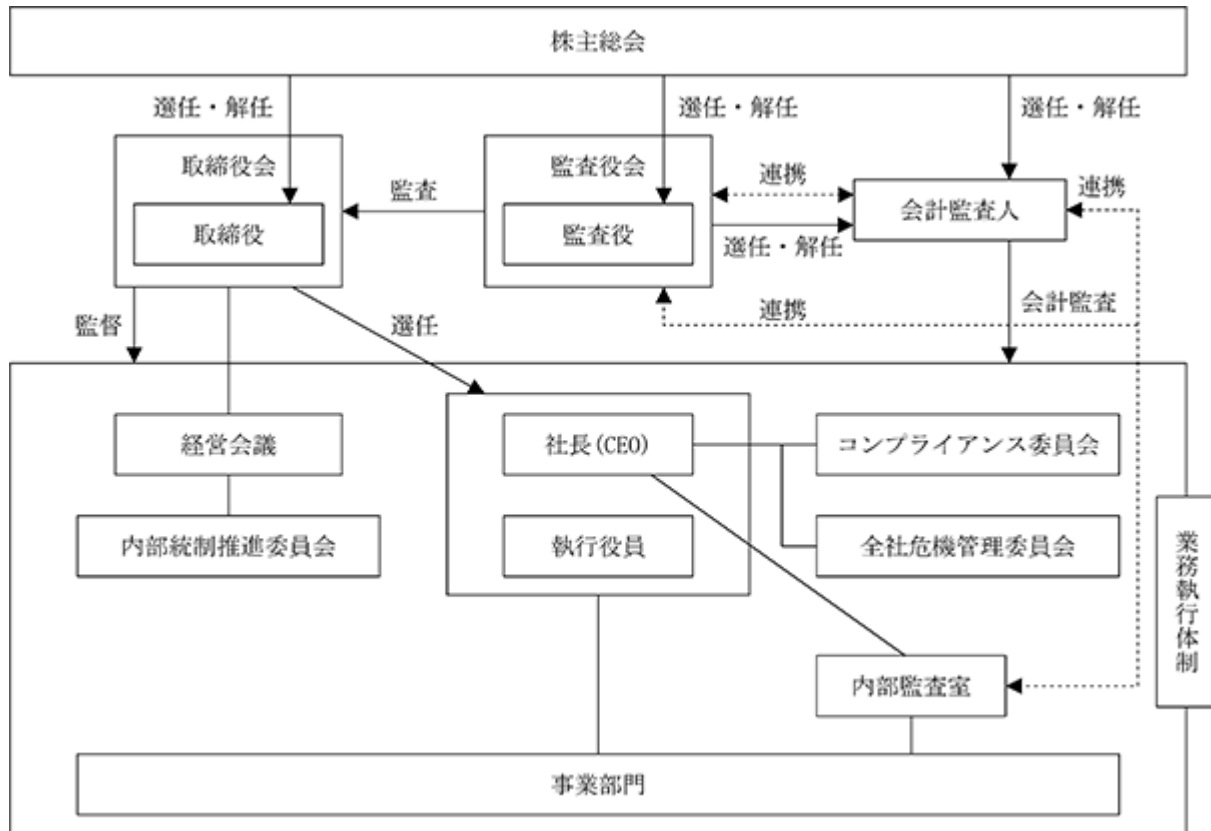 株主総会
選任・解任
選任・解任
選任・解任
取締役会
取締役
監査
監査役会
監査役
連携
選任・解任
会計監査人
連携
監督
選任
連携
会計監査
経営会議
内部統制推進委員会
社長(CEO)
執行役員
コンプライアンス委員会
全社危機管理委員会
内部監査室
業務執行体制
事業部門